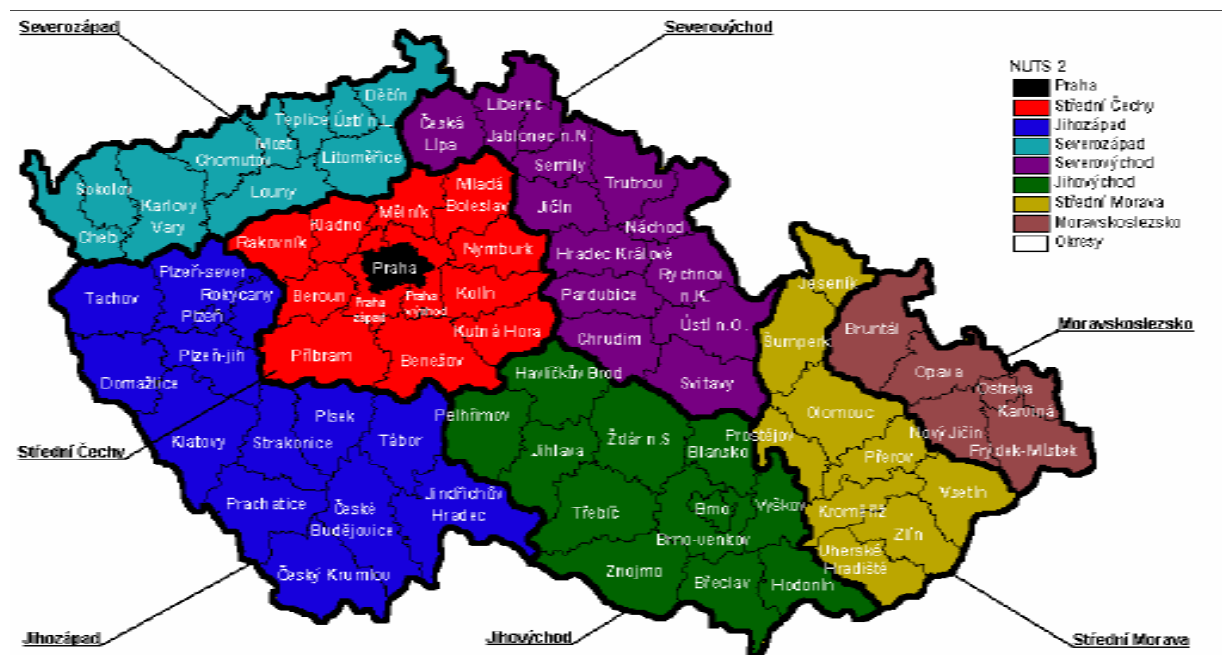 Severozápad
Severovýchod
NUTS 2
Praha
Střední Čechy
Jihozápad
Severozápad
Severovýchod
Jihovýchod
Střední Morava
Moravskoslezsko
Okresy
Děčín
Teplice
Ústí n.L.
Most
Chomutov
Litoměřice
Louny
Sokolov
Karlovy
Vary
Cheb
Liberec
Česká
Lípa
Jablonec n.N.
Semily
Trutnov
Jičín
Náchod
Hradec Králové
Rychnov
n.K.
Pardubice
Ústí n.O.
Chrudim
Svitavy
Mladá
Boleslav
Mělník
Kladno
Rakovník
Nymburk
Praha
Beroun
Praha
západ
Praha
východ
Kolín
Kutná Hora
Příbram
Benešov
Plzeň-sever
Tachov
Rokycany
Plzeň
Plzeň-jih
Domažlice
Klatovy
Písek
Strakonice
Tábor
Prachatice
České
Budějovice
Jindřichův
Hradec
Český Krumlov
Havlíčkův Brod
Pelhřimov
Jihlava
Žďár n.S
Blansko
Třebíč
Brno
Vyškov
Brno-venkov
Znojmo
Břeclav
Hodonín
Jeseník
Šumperk
Olomouc
Prostějov
Přerov
Kroměříž
Vsetín
Zlín
Uherské
Hradiště
Bruntál
Opava
Ostrava
Karviná
Nový Jičín
Frýdek-Místek
Moravskoslezsko
Střední Čechy
Jihozápad
Jihovýchod
Střední Morava